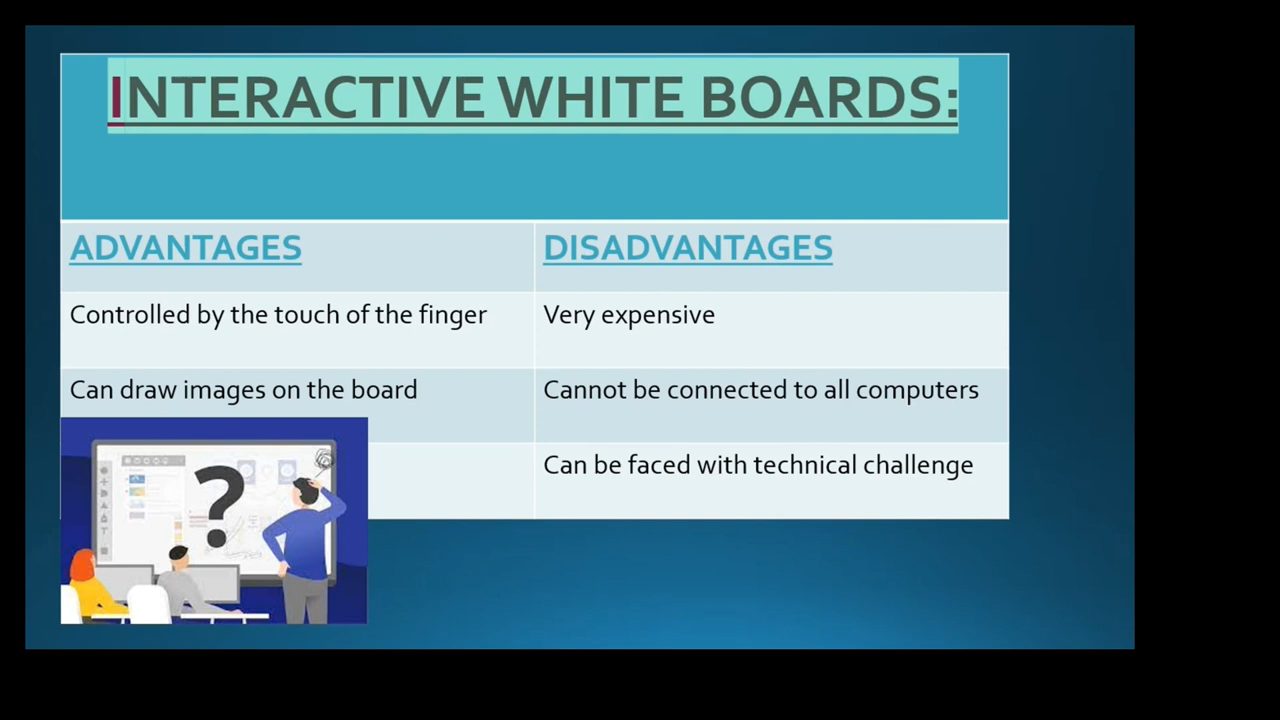 INTERACTIVE WHITE BOARDS:
ADVANTAGES
DISADVANTAGES
Controlled by the touch of the finger
Very expensive
Can draw images on the board
Cannot be connected to all computers
Can be faced with technical challenge
?